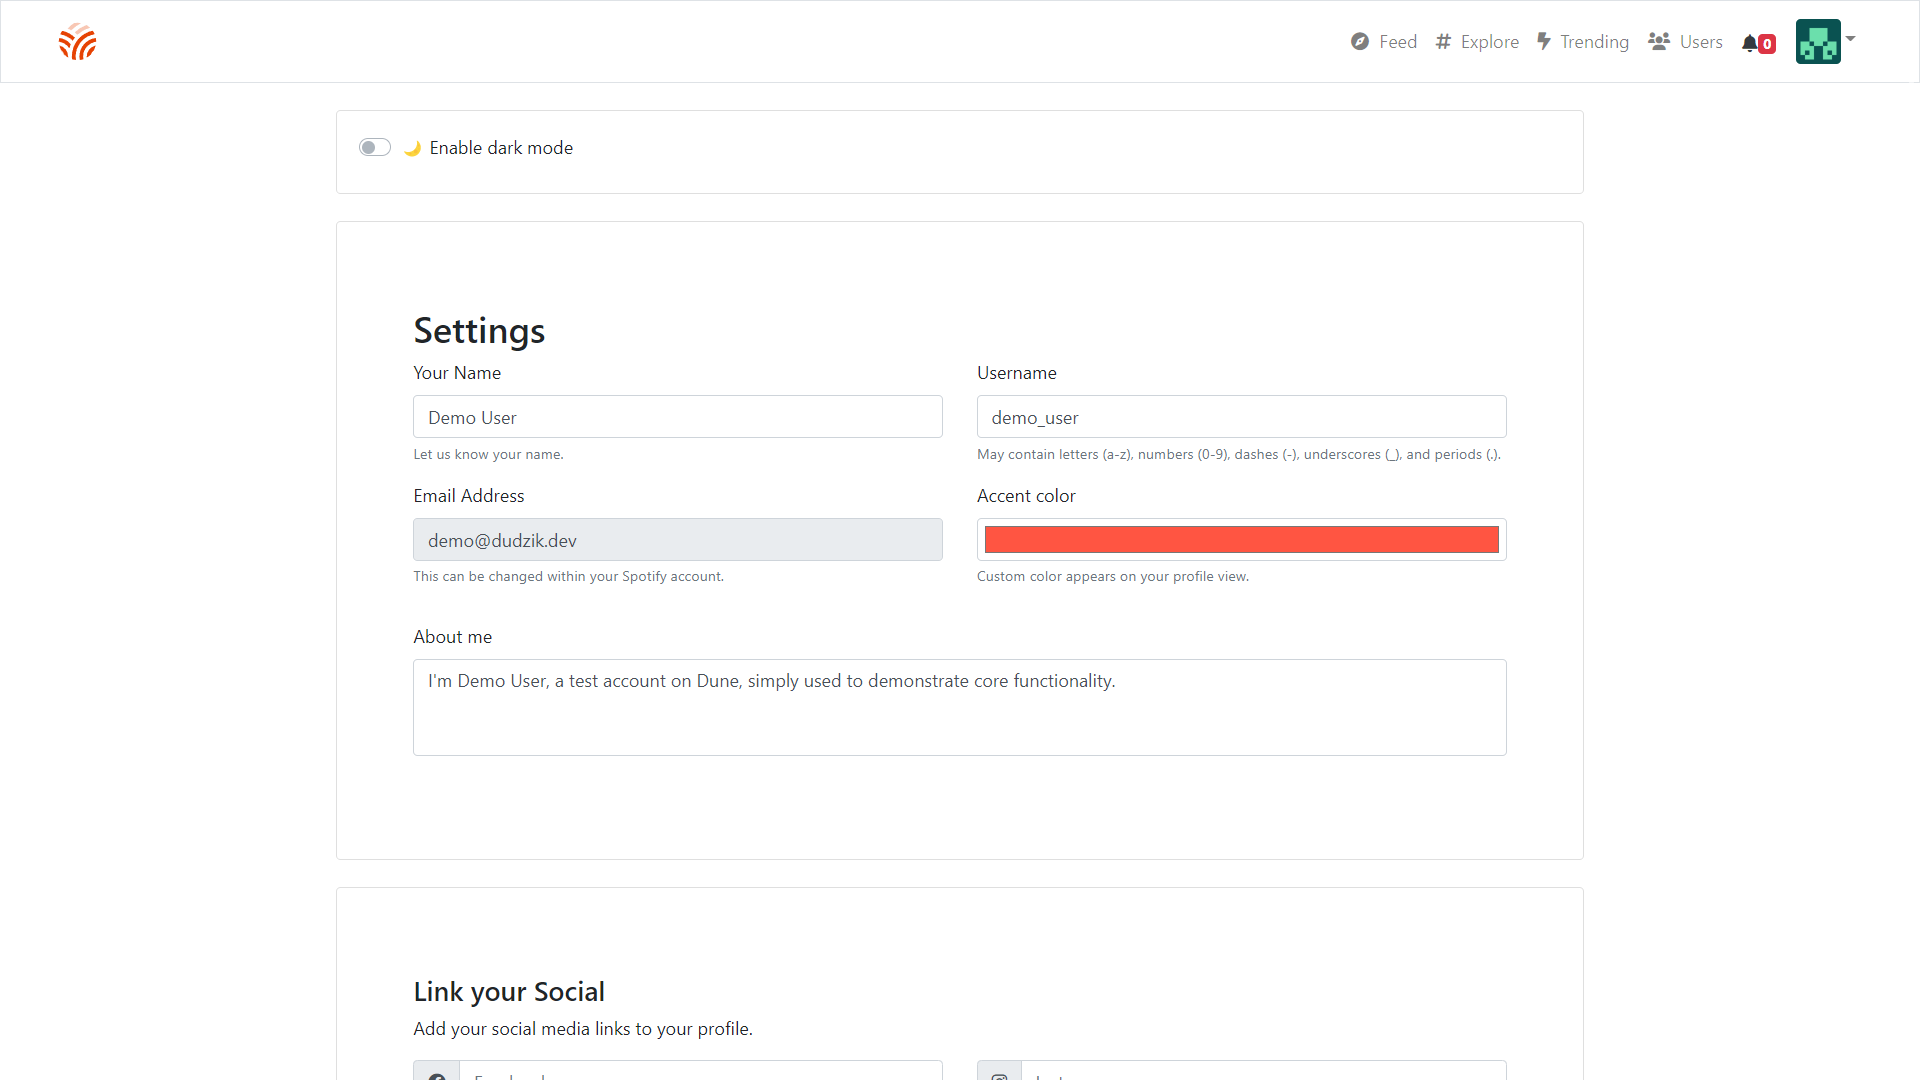 Feed
Explore
Trending
Users
0
Enable dark mode
Settings
Your Name
Username
Demo User
demo_user
Let us know your name.
May contain letters (a-z), numbers (0-9), dashes (-), underscores (_), and periods (.).
Email Address
Accent color
demo@dudzik.dev
This can be changed within your Spotify account.
Custom color appears on your profile view.
About me
I'm Demo User, a test account on Dune, simply used to demonstrate core functionality.
Link your Social
Add your social media links to your profile.